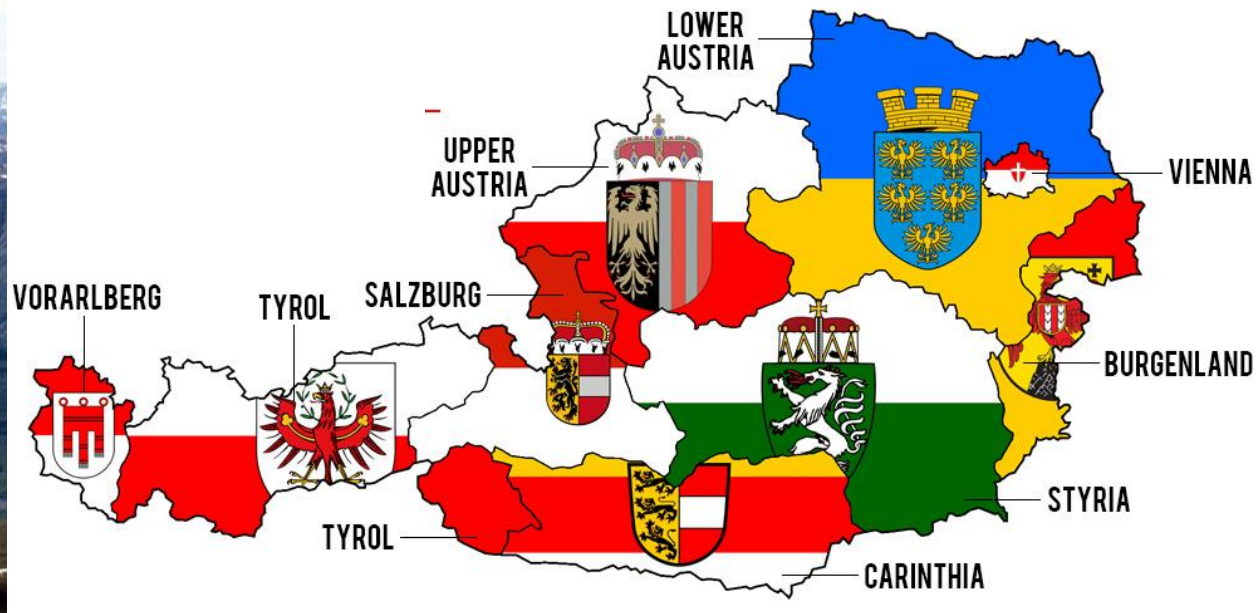 LOWER
AUSTRIA
UPPER
AUSTRIA
VIENNA
VORARLBERG
TYROL
SALZBURG
BURGENLAND
STYRIA
TYROL
CARINTHIA